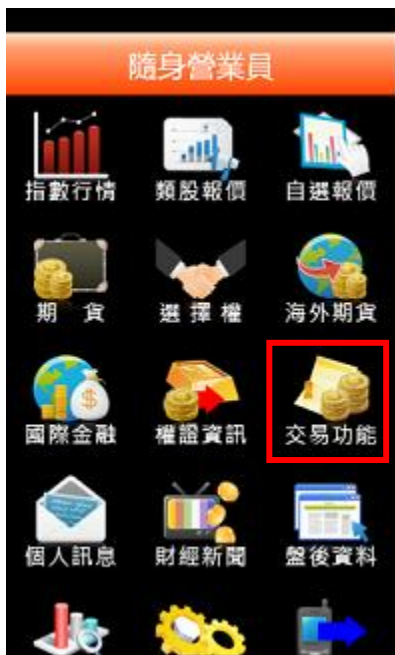 隨身營業員
指數行情 類股報價 自選報價
期 貨 選 擇 權 海外期貨
國際金融 權證資訊 交易功能
個人訊息 財經新聞 盤後資料